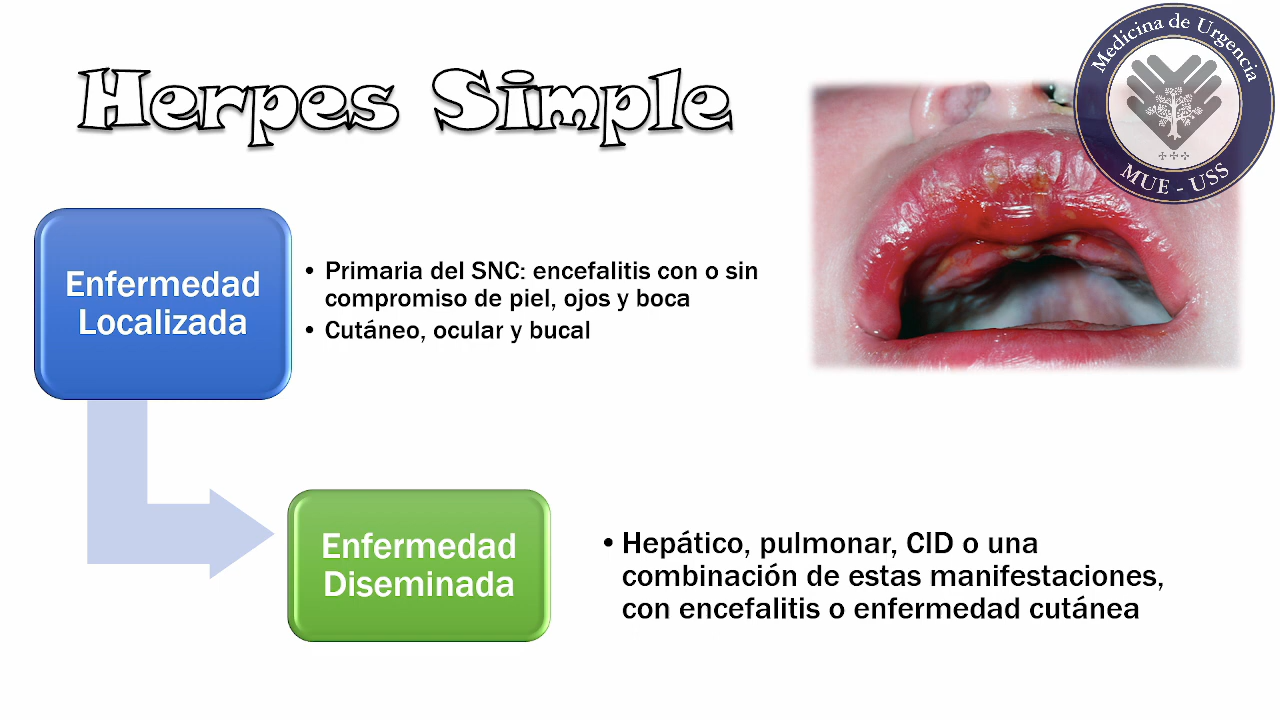 Medicina de Urgencia
MUE - USS
Herpes Simple
Enfermedad
Localizada
• Primaria del SNC: encefalitis con o sin
compromiso de piel, ojos y boca
• Cutáneo, ocular y bucal
Enfermedad
Diseminada
• Hepático, pulmonar, CID o una
combinación de estas manifestaciones,
con encefalitis o enfermedad cutánea